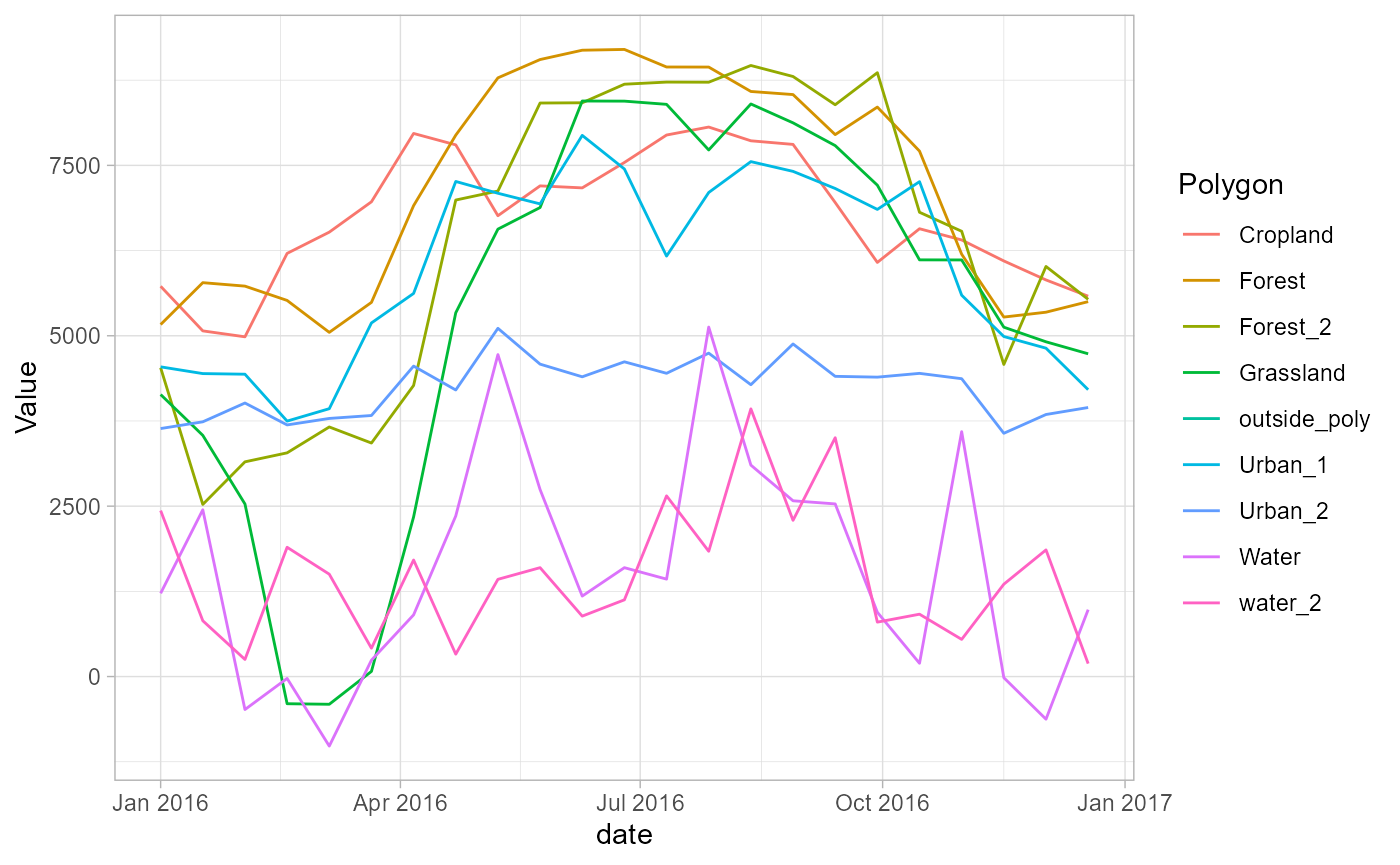 7500
5000
2500
0
Value
Jan 2016
Apr 2016
Jul 2016
Oct 2016
Jan 2017
date
Polygon
Cropland
Forest
Forest_2
Grassland
outside_poly
Urban_1
Urban_2
Water
water_2